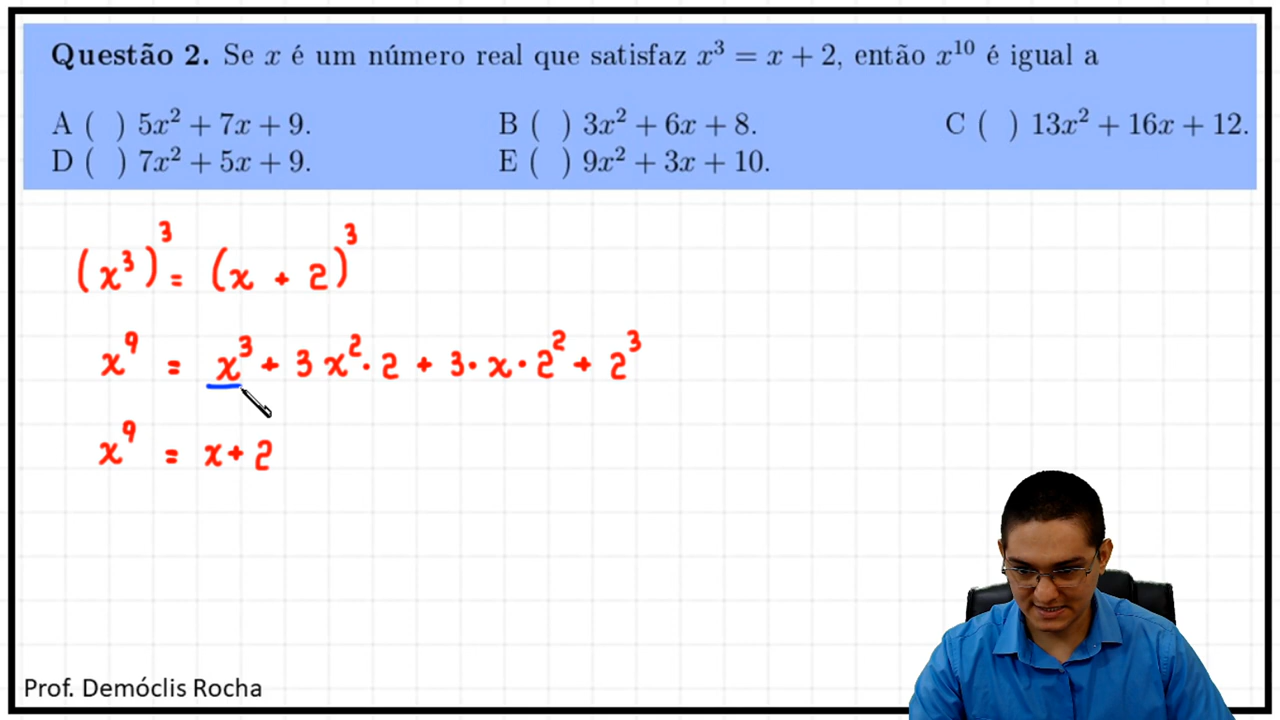 Questão 2. Se x é um número real que satisfaz x³ = x + 2, então x¹⁰ é igual a
A ( ) 5x² + 7x + 9. B ( ) 3x² + 6x + 8. C ( ) 13x² + 16x + 12.
D ( ) 7x² + 5x + 9. E ( ) 9x² + 3x + 10.
(x³)³ = (x + 2)³
x⁹ = x³ + 3x²·2 + 3·x·2² + 2³
x⁹ = x + 2
Prof. Demóclis Rocha